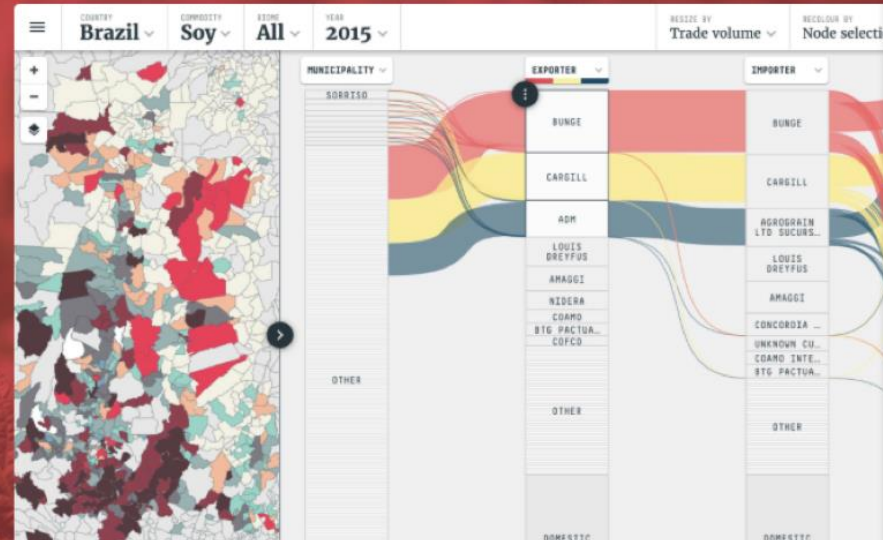 COUNTRY
Brazil
COMMODITY
Soy
BIOME
All
YEAR
2015
RESIZE BY
Trade volume
RECOLOUR BY
Node selecti
+
−
MUNICIPALITY
SORRISO
OTHER
EXPORTER
BUNGE
CARGILL
ADM
LOUIS
DREYFUS
AMAGGI
NIDERA
COAMO
BTG PACTUA…
COFCO
OTHER
DOMESTIC
IMPORTER
BUNGE
CARGILL
AGROGRAIN
LTD SUCURS…
LOUIS
DREYFUS
AMAGGI
CONCORDIA …
UNKNOWN CU…
COAMO INTE…
BTG PACTUA…
OTHER
DOMESTIC